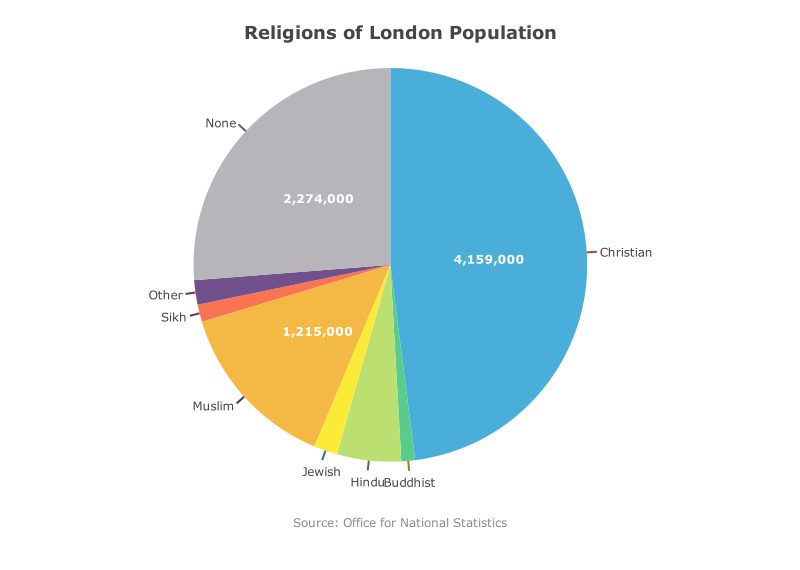 Religions of London Population
None
2,274,000
4,159,000
Christian
Other
Sikh
1,215,000
Muslim
Jewish
Hindu
Buddhist
Source: Office for National Statistics